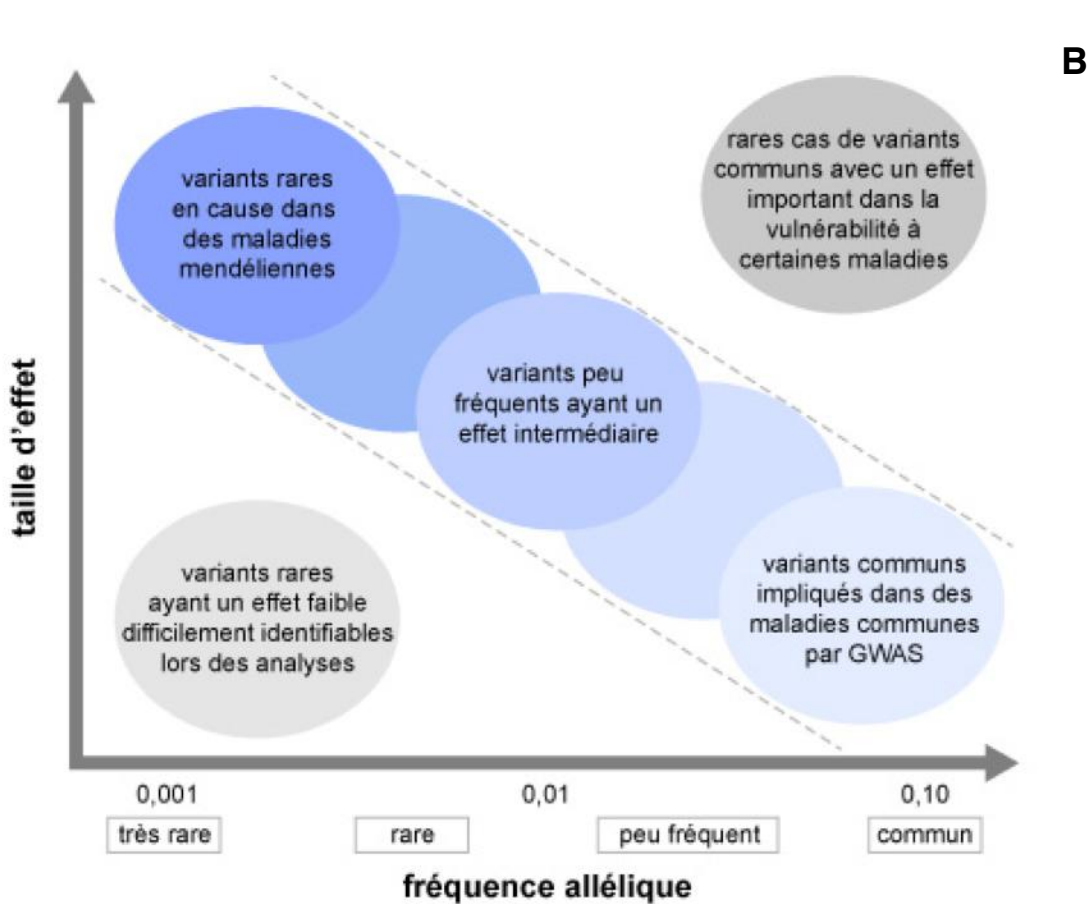 B
rares cas de variants
communs avec un effet
important dans la
vulnérabilité à
certaines maladies
variants rares
en cause dans
des maladies
mendéliennes
variants peu
fréquents ayant un
effet intermédiaire
taille d'effet
variants rares
ayant un effet faible
difficilement identifiables
lors des analyses
variants communs
impliqués dans des
maladies communes
par GWAS
0,001
0,01
0,10
très rare
rare
peu fréquent
commun
fréquence allélique